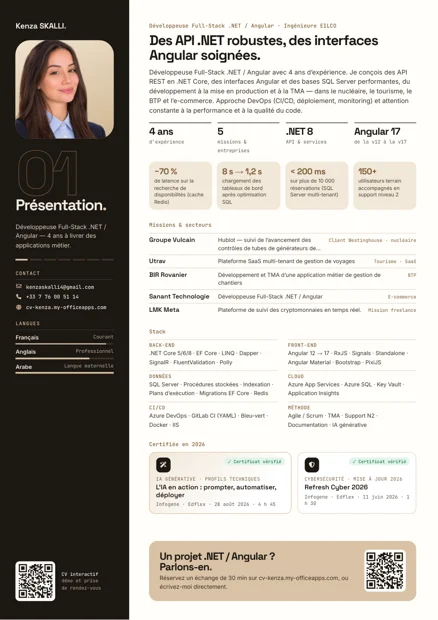 Kenza SKALLI.
01
Présentation.
Développeuse Full-Stack .NET /
Angular — 4 ans à livrer des
applications métier.
CONTACT
kenzaskalli4@gmail.com
+33 7 76 00 51 14
cv-kenza.my-officeapps.com
LANGUES
Français Courant
Anglais Professionnel
Arabe Langue maternelle
CV interactif
démo et prise
de rendez-vous
Développeuse Full-Stack .NET / Angular · Ingénieure EILCO
Des API .NET robustes, des interfaces
Angular soignées.
Développeuse Full-Stack .NET / Angular avec 4 ans d'expérience. Je conçois des API
REST en .NET Core, des interfaces Angular et des bases SQL Server performantes, du
développement à la mise en production et à la TMA — dans le nucléaire, le tourisme, le
BTP et l'e-commerce. Approche DevOps (CI/CD, déploiement, monitoring) et attention
constante à la performance et à la qualité du code.
4 ans
d'expérience
5
missions &
entreprises
.NET 8
API & services
Angular 17
de la v12 à la v17
−70 %
de latence sur la
recherche de
disponibilités (cache
Redis)
8 s → 1,2 s
chargement des
tableaux de bord
après optimisation
SQL
< 200 ms
sur plus de 10 000
réservations (SQL
Server multi-tenant)
150+
utilisateurs terrain
accompagnés en
support niveau 2
Missions & secteurs
Groupe Vulcain Hublot — suivi de l'avancement des Client Westinghouse · nucléaire
contrôles de tubes de générateurs de…
Utrav Plateforme SaaS multi-tenant de gestion de voyages Tourisme · SaaS
BIR Rovanier Développement et TMA d'une application métier de gestion de BTP
chantiers
Sanant Technologie Développeuse Full-Stack .NET / Angular E-commerce
LMK Meta Plateforme de suivi des cryptomonnaies en temps réel. Mission freelance
Stack
BACK-END
.NET Core 5/6/8 · EF Core · LINQ · Dapper ·
SignalR · FluentValidation · Polly
FRONT-END
Angular 12 → 17 · RxJS · Signals · Standalone ·
Angular Material · Bootstrap · PixiJS
DONNÉES
SQL Server · Procédures stockées · Indexation ·
Plans d'exécution · Migrations EF Core · Redis
CLOUD
Azure App Services · Azure SQL · Key Vault ·
Application Insights
CI/CD
Azure DevOps · GitLab CI (YAML) · Bleu-vert ·
Docker · IIS
MÉTHODE
Agile / Scrum · TMA · Support N2 ·
Documentation · IA générative
Certifiée en 2026
✓ Certificat vérifié
IA GÉNÉRATIVE · PROFILS TECHNIQUES
L'IA en action : prompter, automatiser,
déployer
Infogene · Edflex · 28 août 2026 · 4 h 45
✓ Certificat vérifié
CYBERSÉCURITÉ · MISE À JOUR 2026
Refresh Cyber 2026
Infogene · Edflex · 11 juin 2026 · 1
h 30
Un projet .NET / Angular ?
Parlons-en.
Réservez un échange de 30 min sur cv-kenza.my-officeapps.com, ou
écrivez-moi directement.